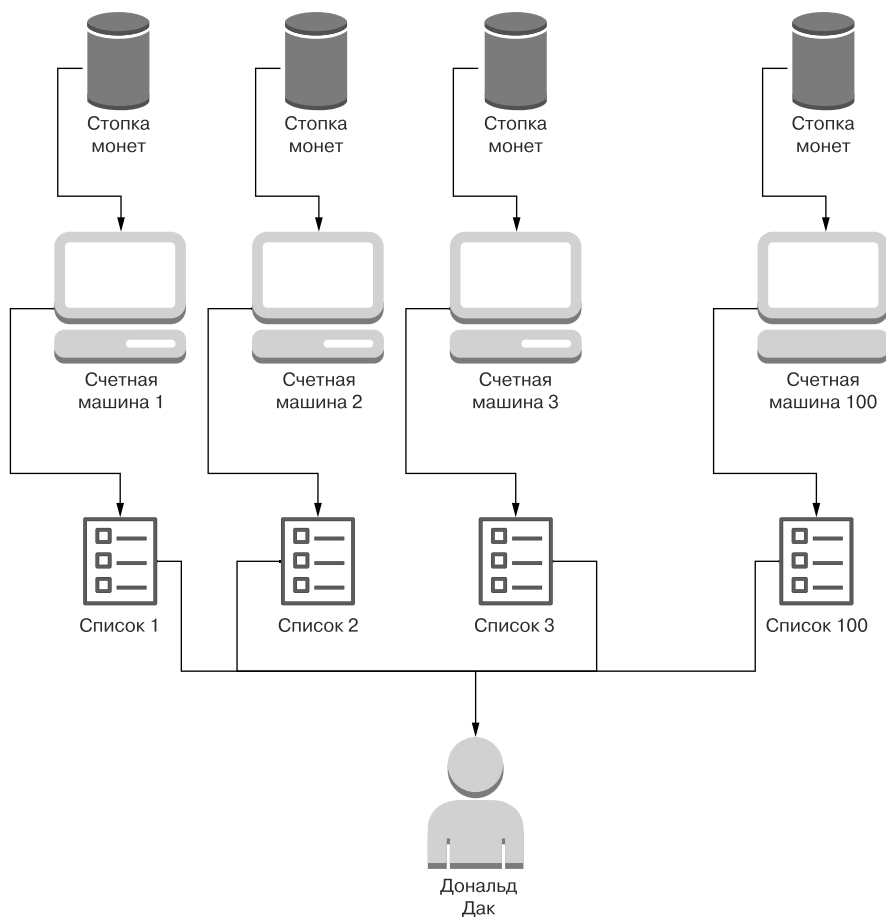 Стопка
монет
Стопка
монет
Стопка
монет
Стопка
монет
Счетная
машина 1
Счетная
машина 2
Счетная
машина 3
Счетная
машина 100
Список 1
Список 2
Список 3
Список 100
Дональд
Дак